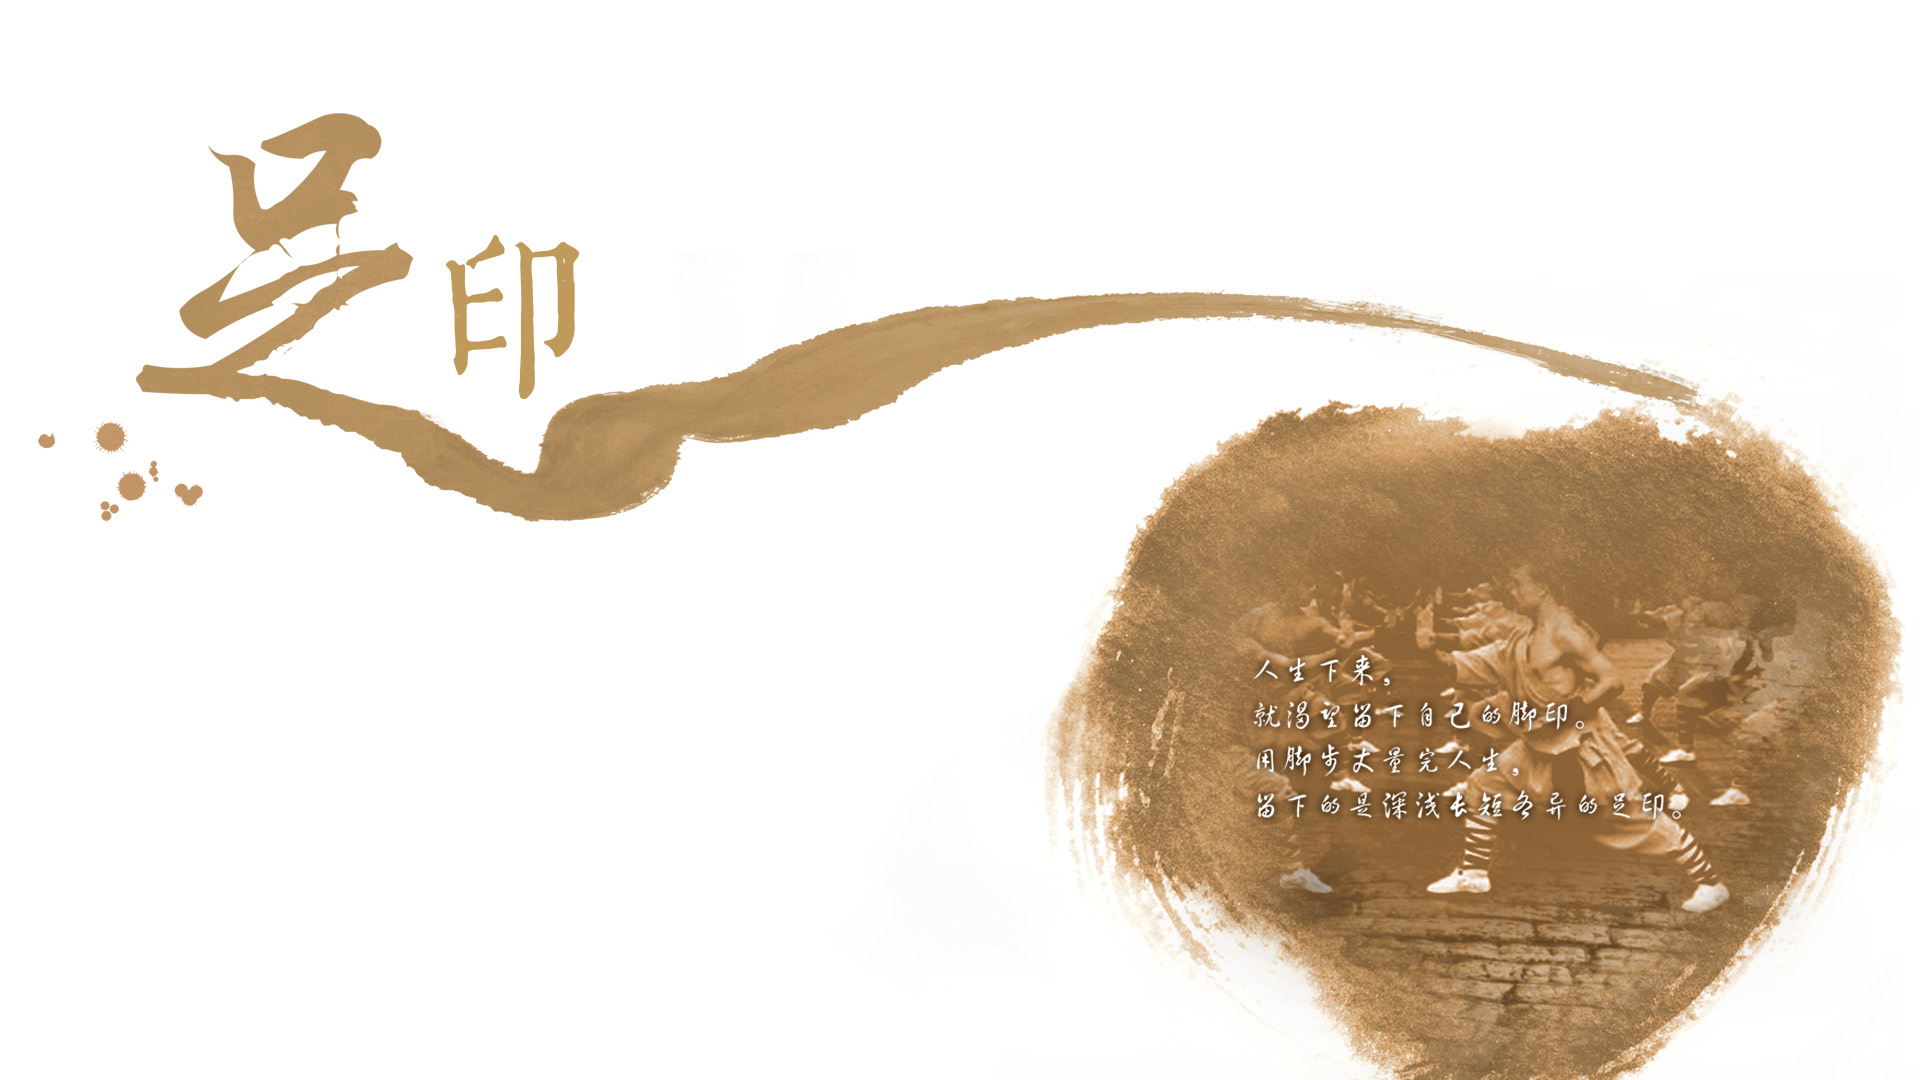 足印
人生下来，
就渴望留下自己的脚印。
用脚步丈量完人生，
留下的是深浅长短各异的足印。